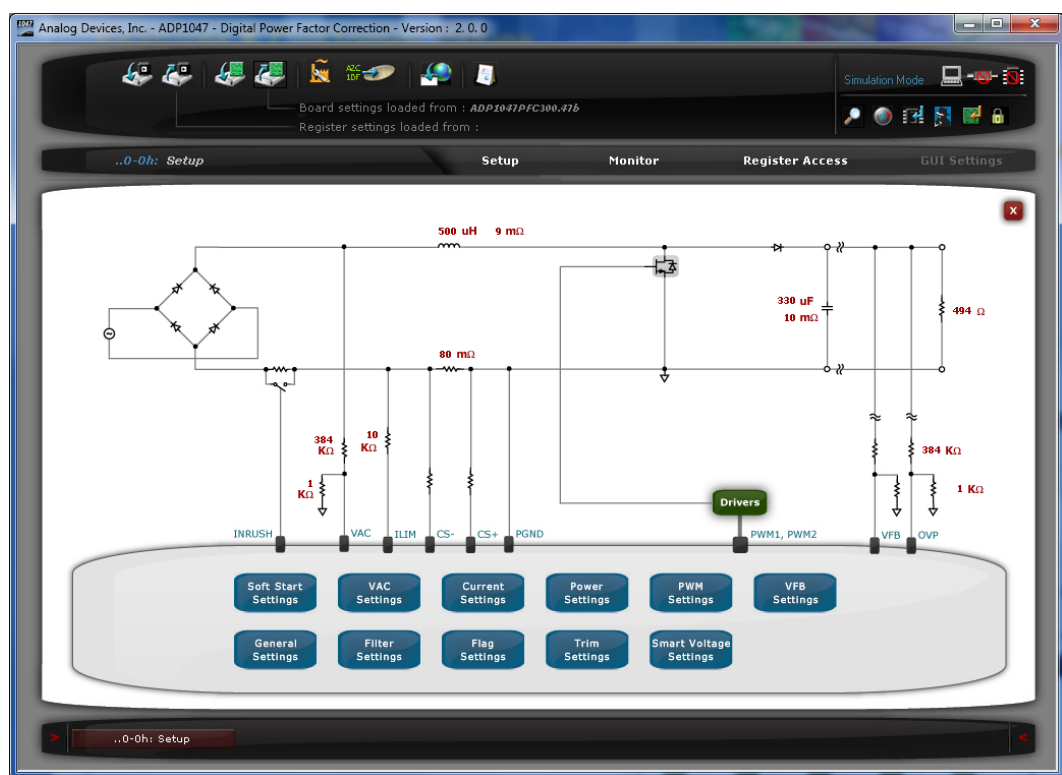 1047 Analog Devices, Inc. - ADP1047 - Digital Power Factor Correction - Version : 2. 0. 0
X
A2C
1DF
Simulation Mode
Board settings loaded from : ADP1047PFC300.47b
Register settings loaded from :
..0-0h: Setup
Setup
Monitor
Register Access
GUI Settings
X
500 uH 9 mΩ
330 uF
10 mΩ
494 Ω
80 mΩ
384
KΩ
10
KΩ
1
KΩ
384 KΩ
1 KΩ
Drivers
INRUSH
VAC
ILIM
CS-
CS+
PGND
PWM1, PWM2
VFB
OVP
Soft Start
Settings
VAC
Settings
Current
Settings
Power
Settings
PWM
Settings
VFB
Settings
General
Settings
Filter
Settings
Flag
Settings
Trim
Settings
Smart Voltage
Settings
>
..0-0h: Setup
<